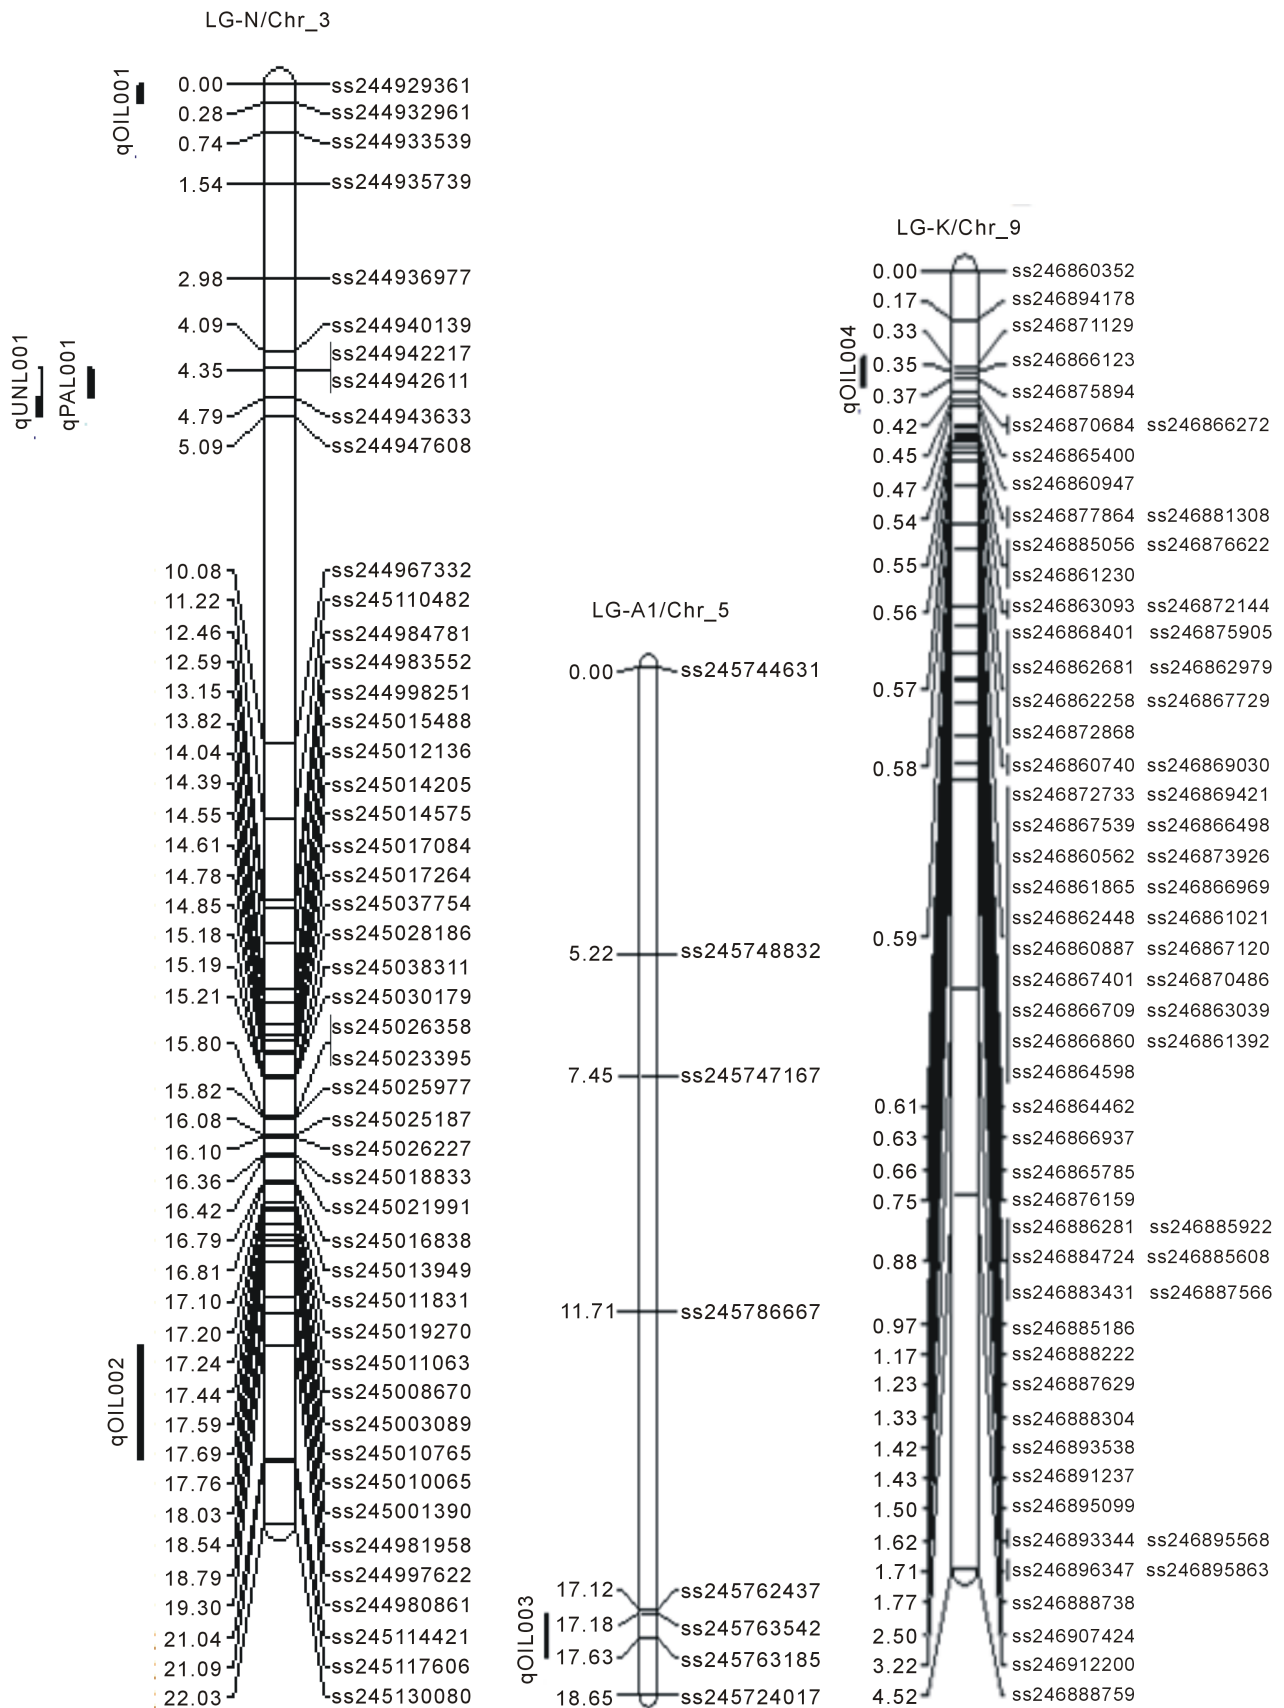 LG-N/Chr_3
qOIL001
0.00 ss244929361
0.28 ss244932961
0.74 ss244933539
1.54 ss244935739
2.98 ss244936977
4.09 ss244940139
ss244942217
4.35
ss244942611
4.79 ss244943633
5.09 ss244947608
qUNL001
qPAL001
10.08 ss244967332
11.22 ss245110482
12.46 ss244984781
12.59 ss244983552
13.15 ss244998251
13.82 ss245015488
14.04 ss245012136
14.39 ss245014205
14.55 ss245014575
14.61 ss245017084
14.78 ss245017264
14.85 ss245037754
15.18 ss245028186
15.19 ss245038311
15.21 ss245030179
ss245026358
15.80
ss245023395
15.82 ss245025977
16.08 ss245025187
16.10 ss245026227
16.36 ss245018833
16.42 ss245021991
16.79 ss245016838
16.81 ss245013949
17.10 ss245011831
17.20 ss245019270
17.24 ss245011063
17.44 ss245008670
17.59 ss245003089
17.69 ss245010765
17.76 ss245010065
18.03 ss245001390
18.54 ss244981958
18.79 ss244997622
19.30 ss244980861
21.04 ss245114421
21.09 ss245117606
22.03 ss245130080
qOIL002
LG-A1/Chr_5
0.00 ss245744631
5.22 ss245748832
7.45 ss245747167
11.71 ss245786667
17.12 ss245762437
17.18 ss245763542
17.63 ss245763185
18.65 ss245724017
qOIL003
LG-K/Chr_9
qOIL004
0.00 ss246860352
0.17 ss246894178
0.33 ss246871129
0.35 ss246866123
0.37 ss246875894
0.42 ss246870684 ss246866272
0.45 ss246865400
0.47 ss246860947
0.54 ss246877864 ss246881308
ss246885056 ss246876622
0.55
ss246861230
0.56 ss246863093 ss246872144
ss246868401 ss246875905
ss246862681 ss246862979
0.57
ss246862258 ss246867729
ss246872868
0.58 ss246860740 ss246869030
ss246872733 ss246869421
ss246867539 ss246866498
ss246860562 ss246873926
ss246861865 ss246866969
ss246862448 ss246861021
0.59
ss246860887 ss246867120
ss246867401 ss246870486
ss246866709 ss246863039
ss246866860 ss246861392
ss246864598
0.61 ss246864462
0.63 ss246866937
0.66 ss246865785
0.75 ss246876159
ss246886281 ss246885922
0.88 ss246884724 ss246885608
ss246883431 ss246887566
0.97 ss246885186
1.17 ss246888222
1.23 ss246887629
1.33 ss246888304
1.42 ss246893538
1.43 ss246891237
1.50 ss246895099
1.62 ss246893344 ss246895568
1.71 ss246896347 ss246895863
1.77 ss246888738
2.50 ss246907424
3.22 ss246912200
4.52 ss246888759